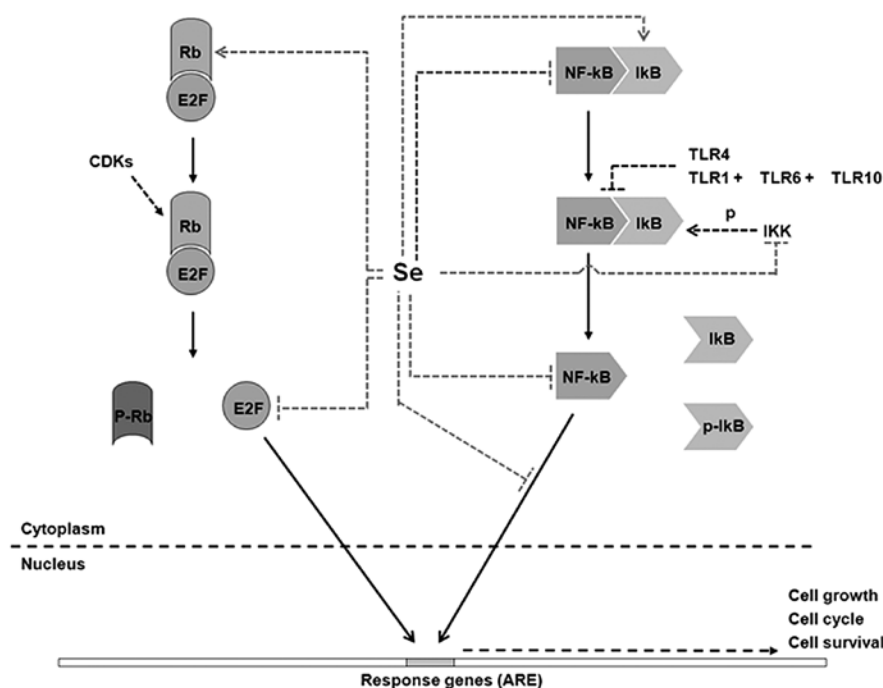 Rb
E2F
NF-kB
IkB
CDKs
TLR4
TLR1 + TLR6 + TLR10
Rb
E2F
NF-kB
IkB
p
IKK
Se
IkB
P-Rb
E2F
NF-kB
p-IkB
Cytoplasm
Nucleus
Cell growth
Cell cycle
Cell survival
Response genes (ARE)